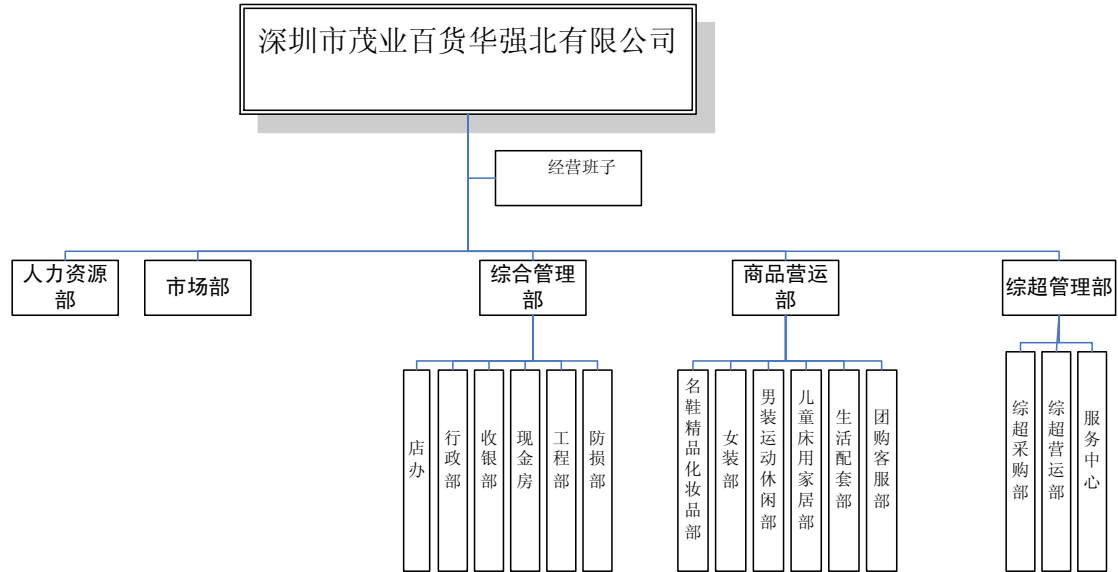 深圳市茂业百货华强北有限公司
经营班子
人力资源
部
市场部
综合管理
部
商品营运
部
综超管理部
店办
行政部
收银部
现金房
工程部
防损部
名鞋精品化妆品部
女装部
男装运动休闲部
儿童床用家居部
生活配套部
团购客服部
综超采购部
综超营运部
服务中心